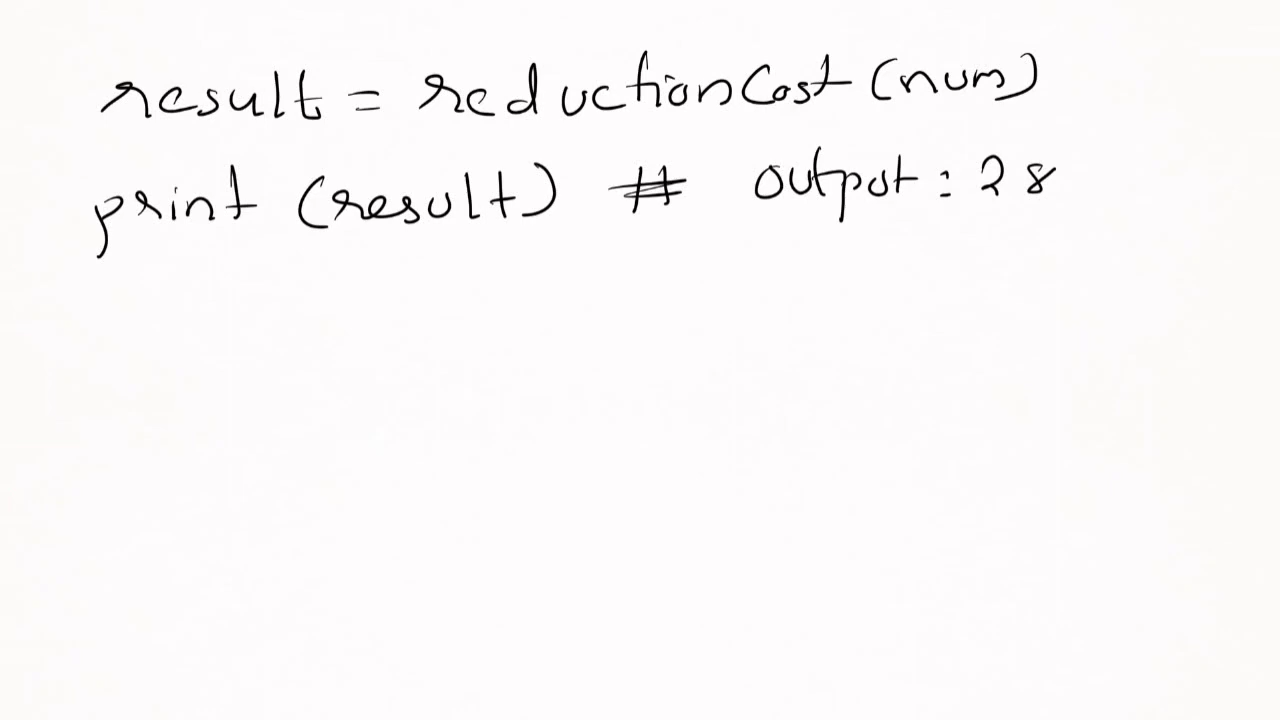 result = reductionCost (num)
print (result) # output : 28